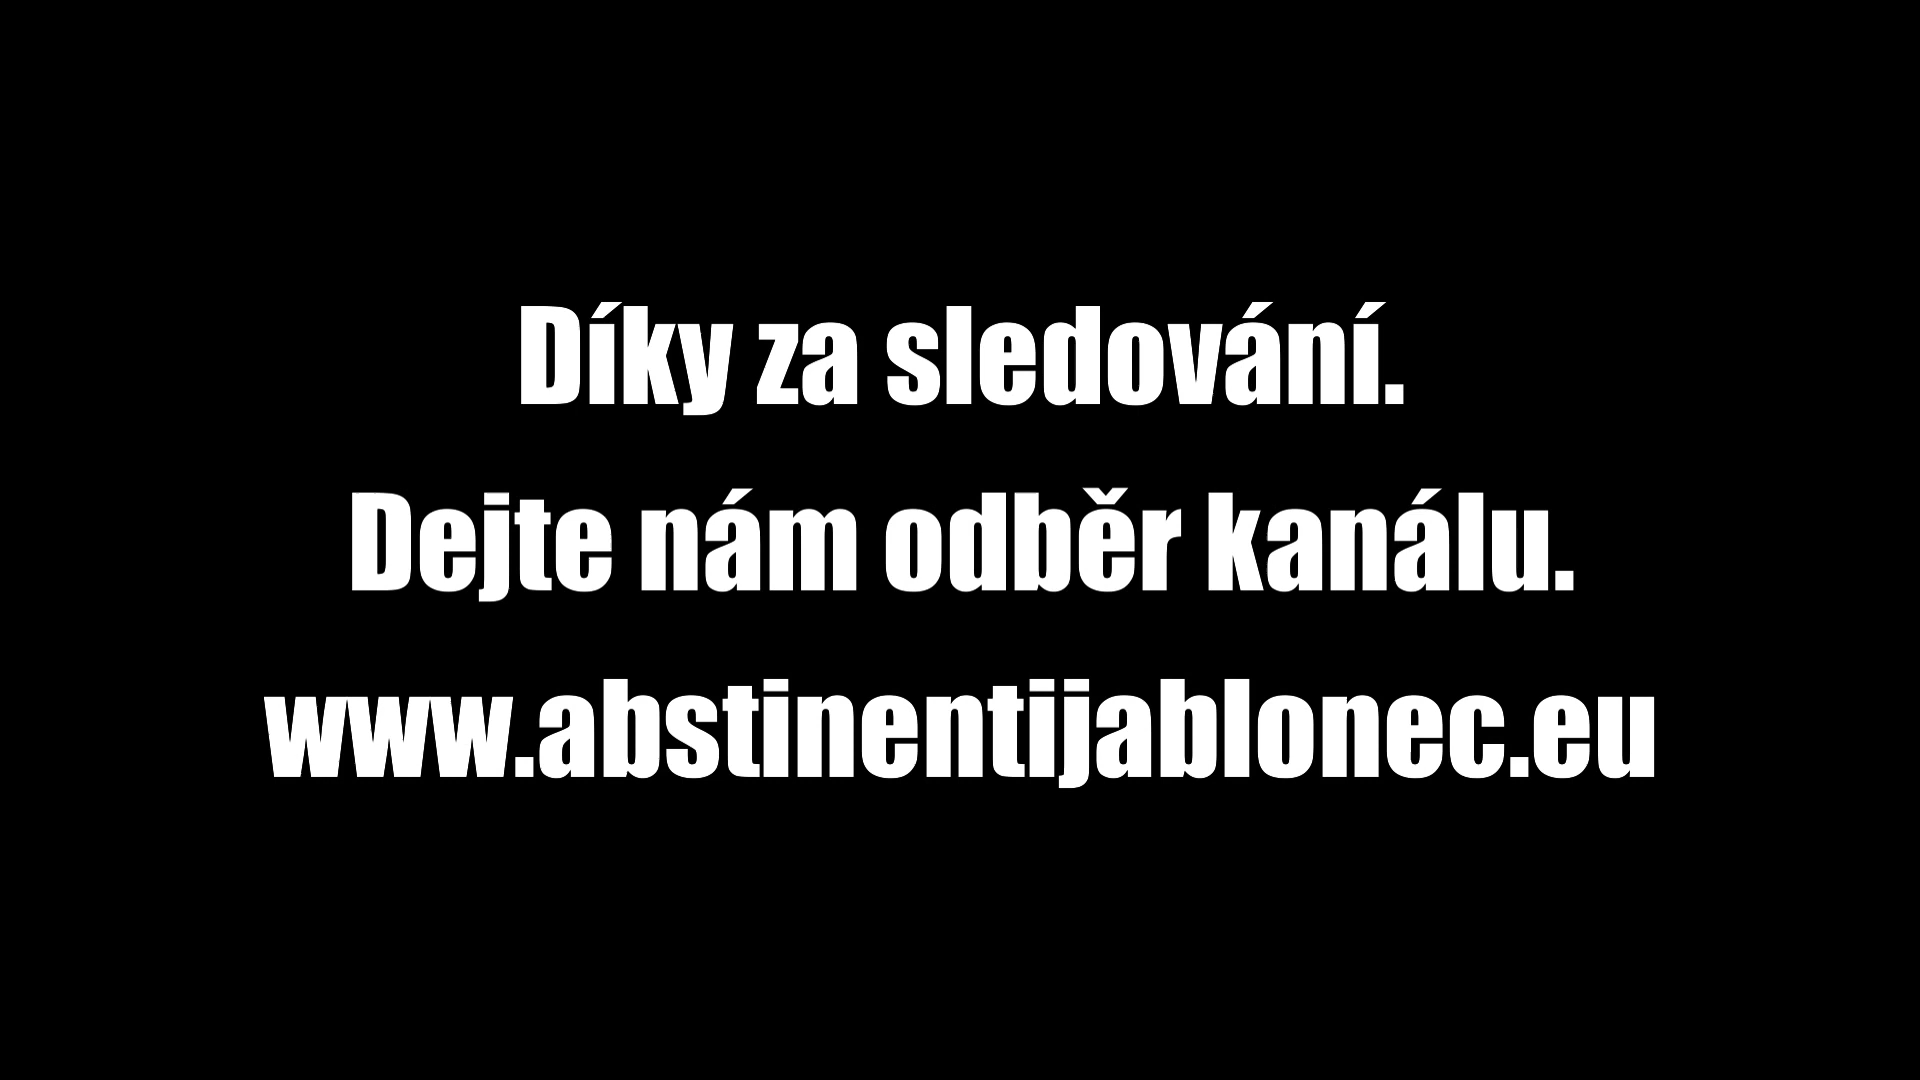 Díky za sledování.
Dejte nám odběr kanálu.
www.abstinentijablonec.eu